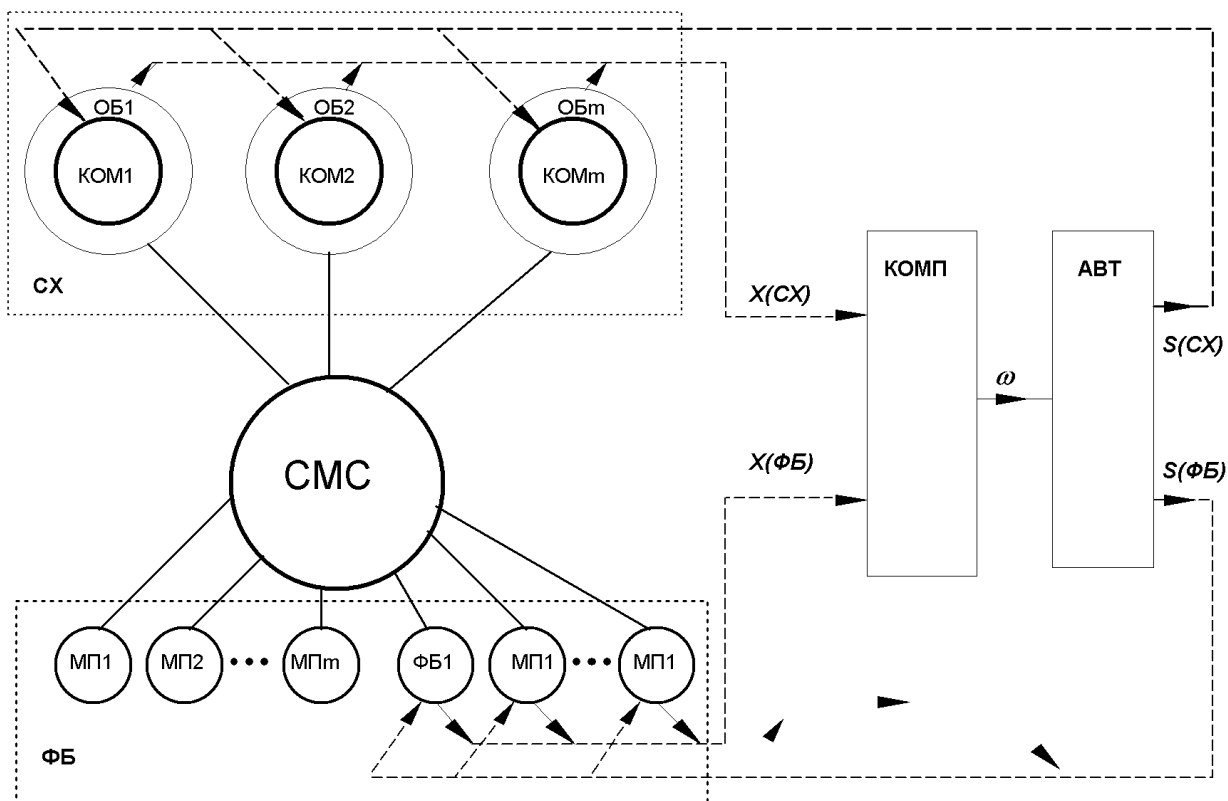 ОБ1
ОБ2
ОБm
КОМ1
КОМ2
КОМm
СХ
КОМП
АВТ
X(СХ)
S(СХ)
ω
X(ФБ)
S(ФБ)
СМС
МП1
МП2
•••
МПm
ФБ1
МП1
•••
МП1
ФБ